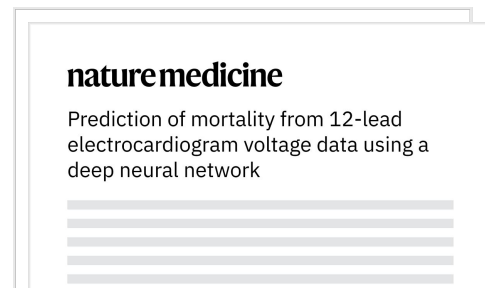 nature medicine
Prediction of mortality from 12-lead
electrocardiogram voltage data using a
deep neural network